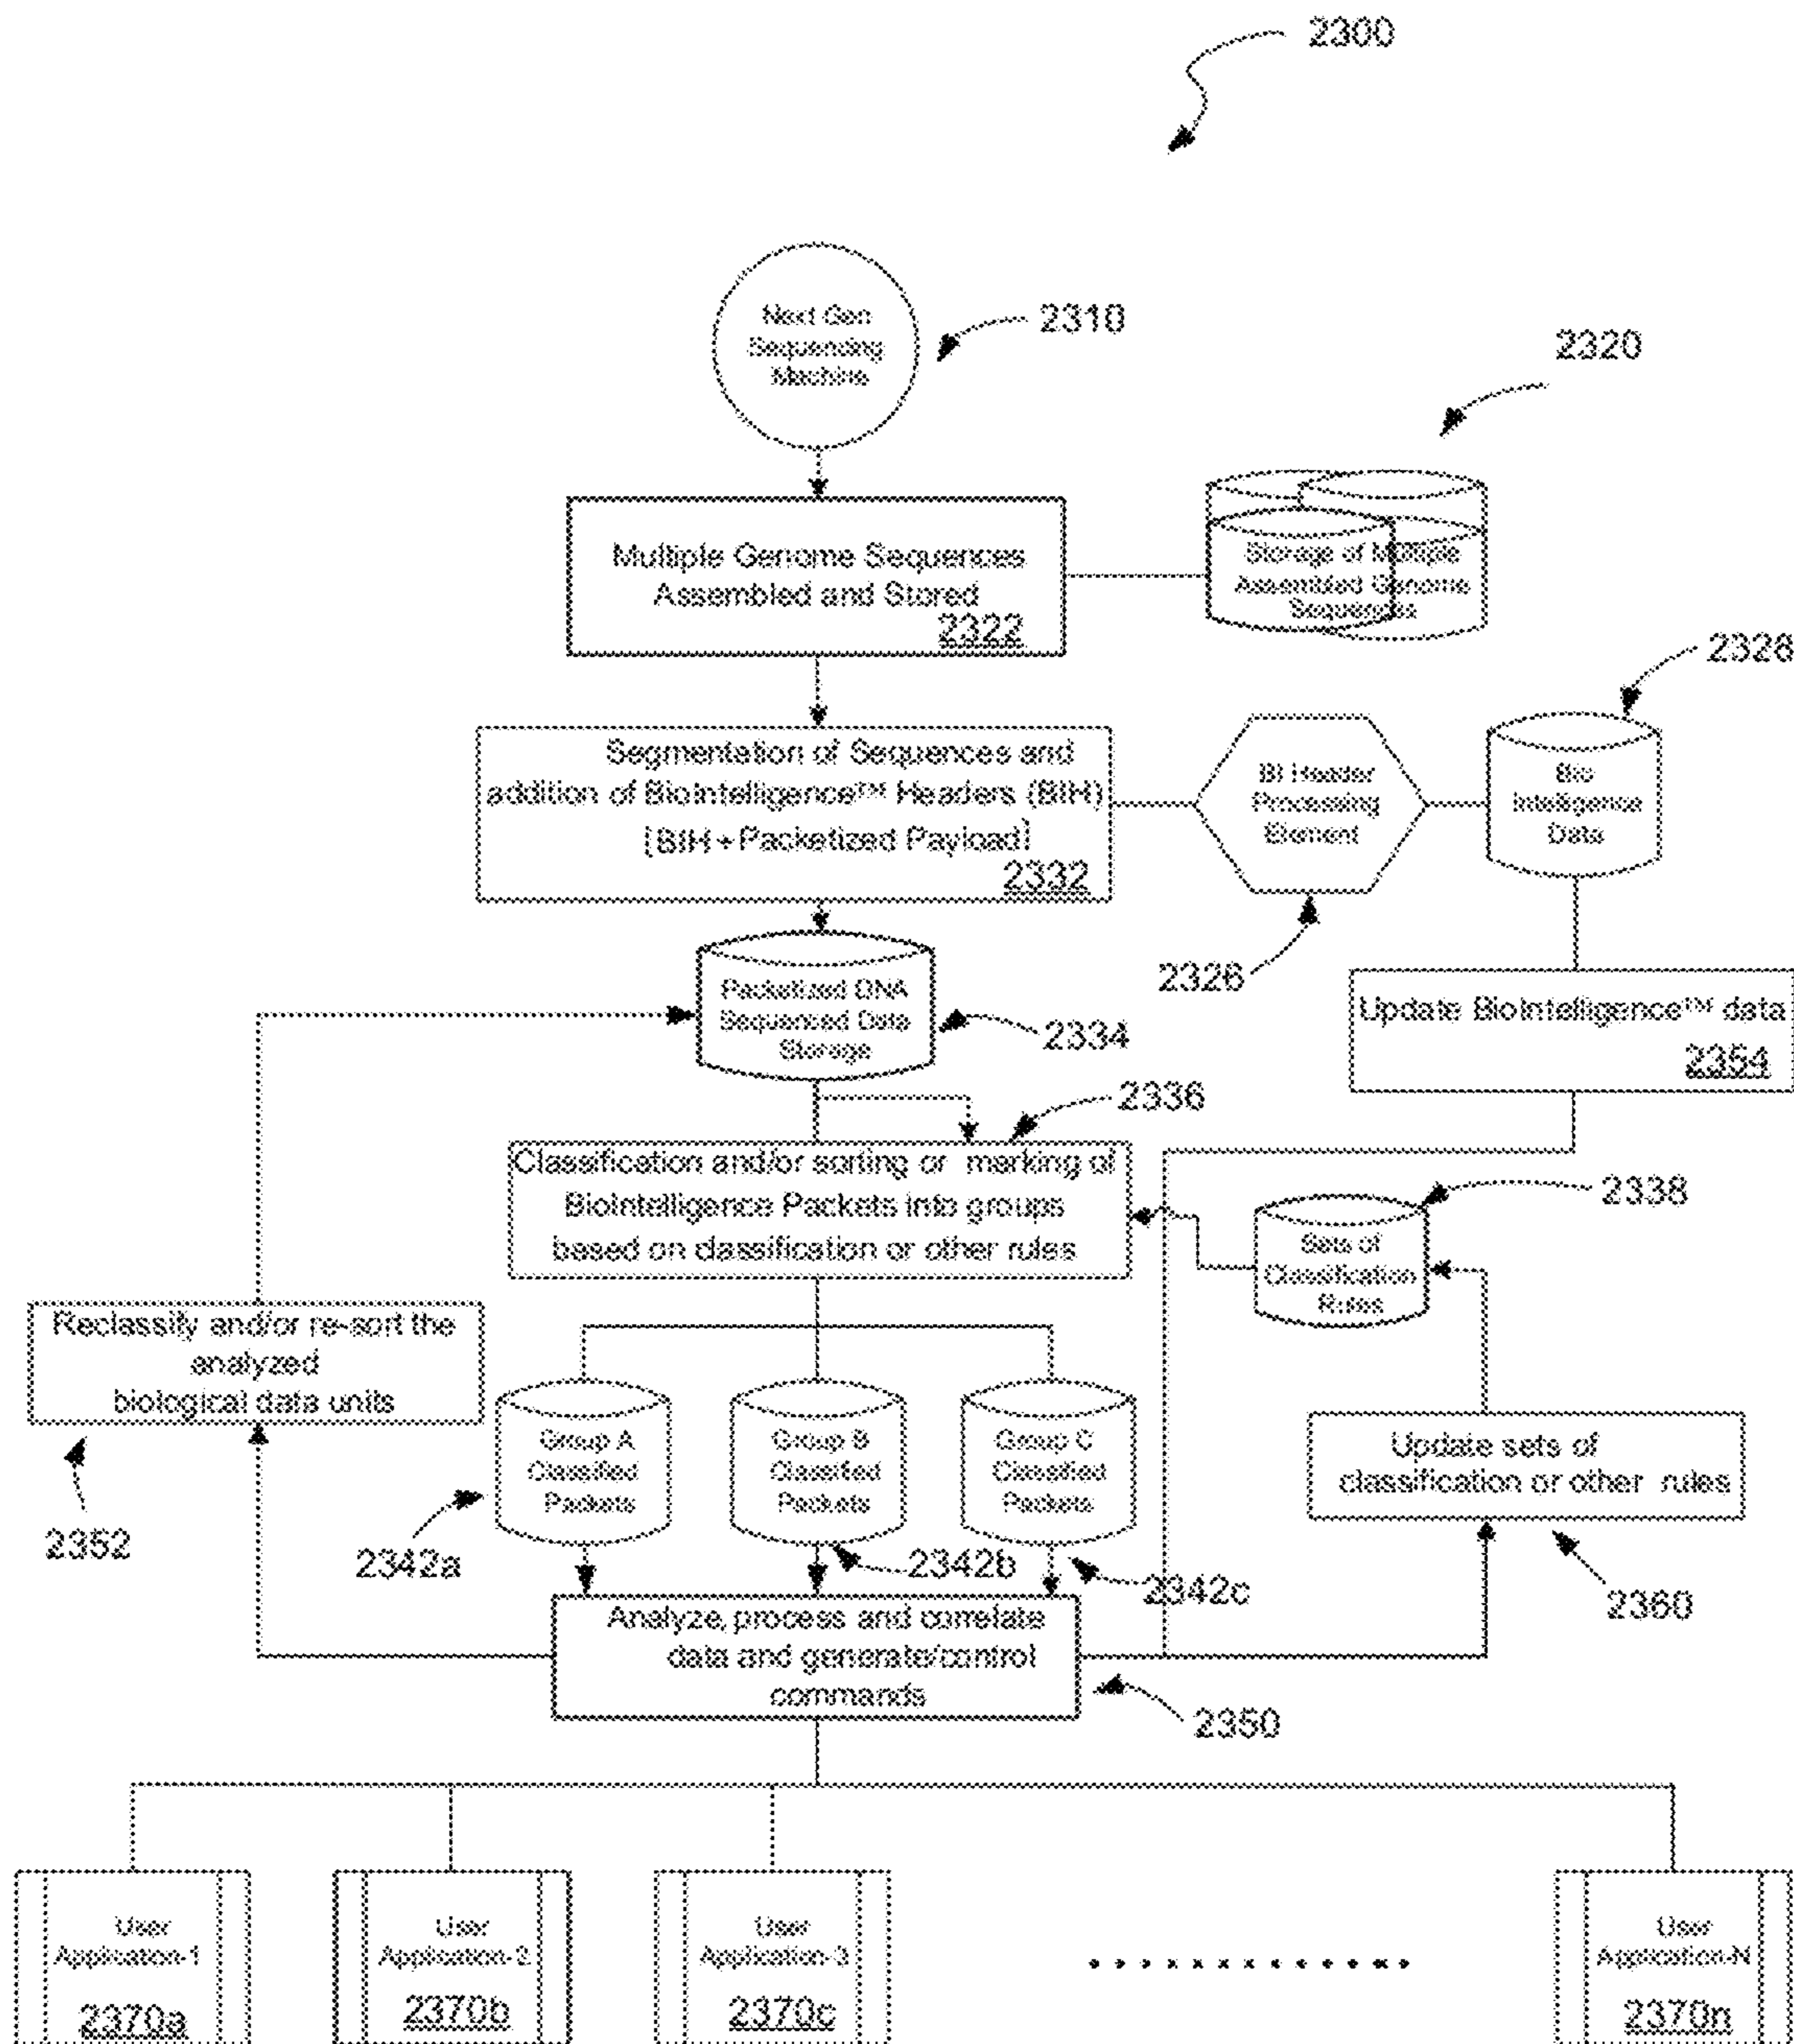 2300
Next Gen
Sequencing
Machine
2310
2320
Multiple Genome Sequences
Assembled and Stored
2322
Storage of Multiple
Assembled Genome
Sequences
2328
Segmentation of Sequences and
addition of BioIntelligence™ Headers (BIH)
[BIH+Packetized Payload]
2332
BI Header
Processing
Element
Bio
Intelligence
Data
2326
Packetized DNA
Sequenced Data
Storage
2334
Update BioIntelligence™ data
2354
2336
Classification and/or sorting or marking of
BioIntelligence Packets into groups
based on classification or other rules
2338
Sets of
Classification
Rules
Reclassify and/or re-sort the
analyzed
biological data units
2352
Group A
Classified
Packets
Group B
Classified
Packets
Group C
Classified
Packets
Update sets of
classification or other rules
2342a
2342b
2342c
2360
Analyze, process and correlate
data and generate/control
commands
2350
User
Application-1
2370a
User
Application-2
2370b
User
Application-3
2370c
User
Application-N
2370n